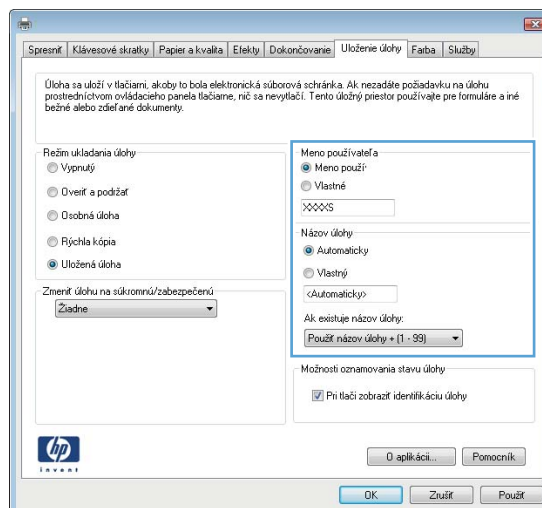 Spresniť Klávesové skratky Papier a kvalita Efekty Dokončovanie Uloženie úlohy Farba Služby
Úloha sa uloží v tlačiarni, akoby to bola elektronická súborová schránka. Ak nezadáte požiadavku na úlohu
prostredníctvom ovládacieho panela tlačiarne, nič sa nevytlačí. Tento úložný priestor používajte pre formuláre a iné
bežné alebo zdieľané dokumenty.
Režim ukladania úlohy
Vypnutý
Overiť a podržať
Osobná úloha
Rýchla kópia
Uložená úloha
Zmeniť úlohu na súkromnú/zabezpečenú
Žiadne
Meno používateľa
Meno použí
Vlastné
XXXXS
Názov úlohy
Automaticky
Vlastný
<Automaticky>
Ak existuje názov úlohy:
Použiť názov úlohy + (1 - 99)
Možnosti oznamovania stavu úlohy
Pri tlači zobraziť identifikáciu úlohy
hp
invent
O aplikácii... Pomocník
OK Zrušiť Použiť